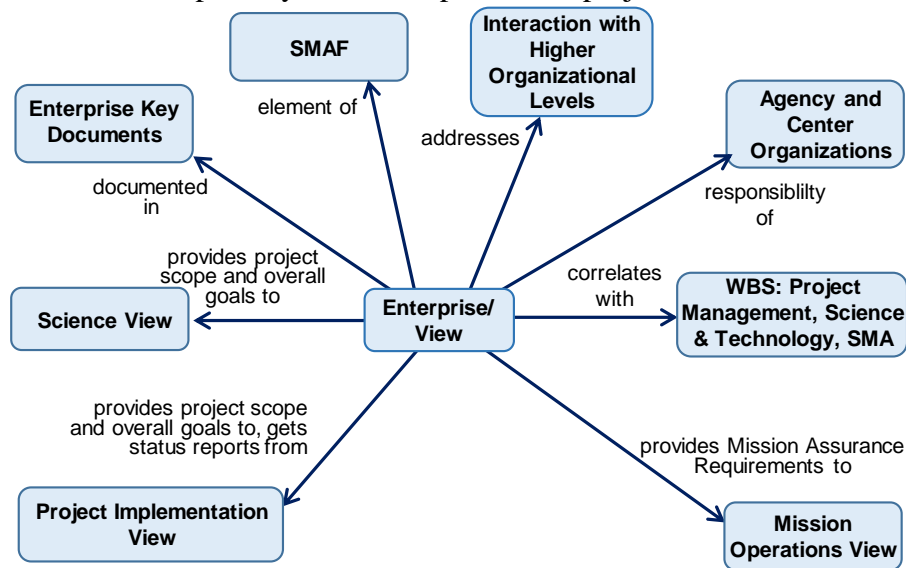 SMAF
Interaction with
Higher
Organizational
Levels
Enterprise Key
Documents
element of
addresses
Agency and
Center
Organizations
documented
in
responsiblilty
of
provides project
scope and overall
goals to
correlates
with
Science View
Enterprise/
View
WBS: Project
Management, Science
& Technology, SMA
provides project scope
and overall goals to, gets
status reports from
provides Mission Assurance
Requirements to
Project Implementation
View
Mission
Operations View